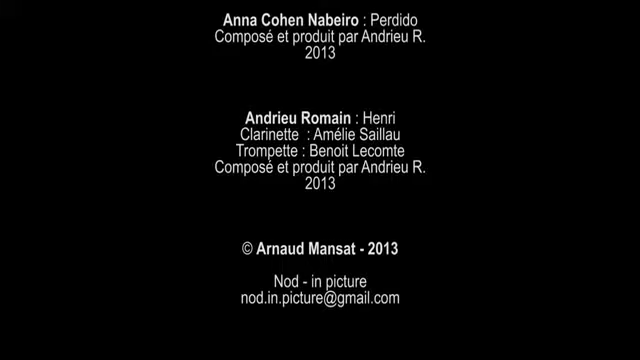 Anna Cohen Nabeiro : Perdido
Composé et produit par Andrieu R.
2013
Andrieu Romain : Henri
Clarinette : Amélie Saillau
Trompette : Benoit Lecomte
Composé et produit par Andrieu R.
2013
© Arnaud Mansat - 2013
Nod - in picture
nod.in.picture@gmail.com